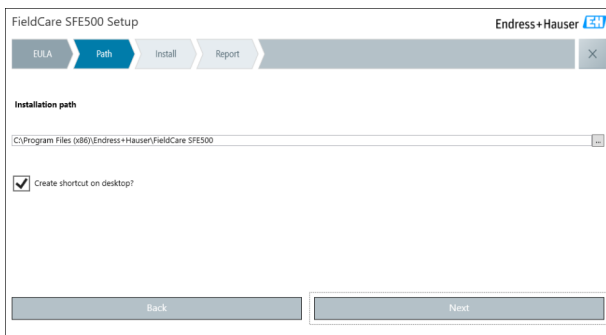 FieldCare SFE500 Setup
Endress+Hauser EH
EULA Path Install Report
Installation path
C:\Program Files (x86)\Endress+Hauser\FieldCare SFE500
...
Create shortcut on desktop?
Back Next